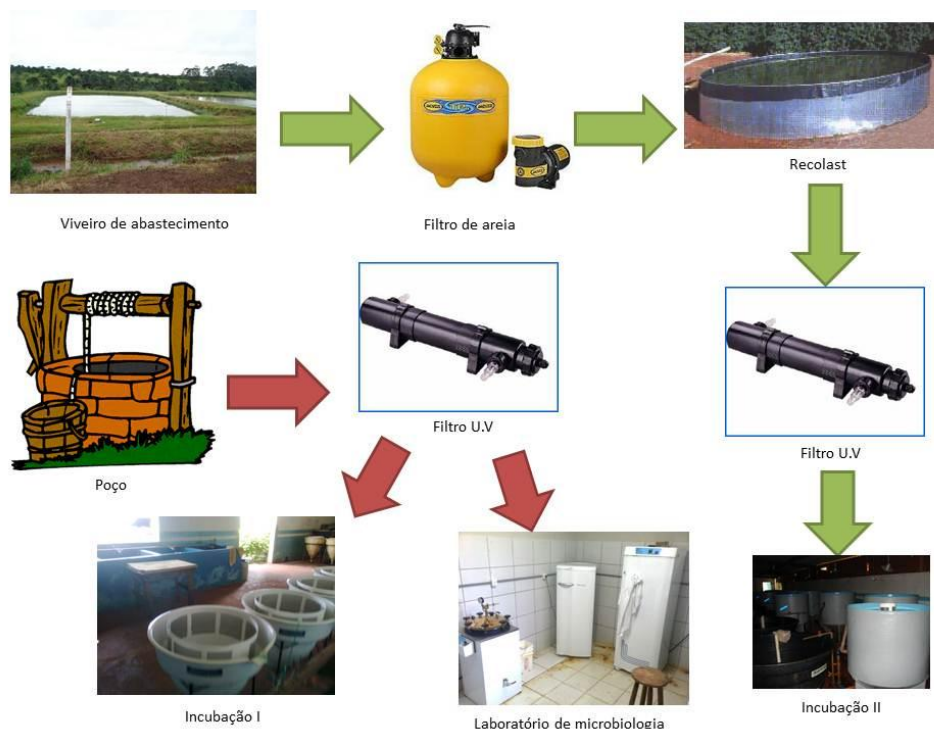 Viveiro de abastecimento
Filtro de areia
Recolast
Poço
Filtro U.V
Filtro U.V
Incubação I
Laboratório de microbiologia
Incubação II